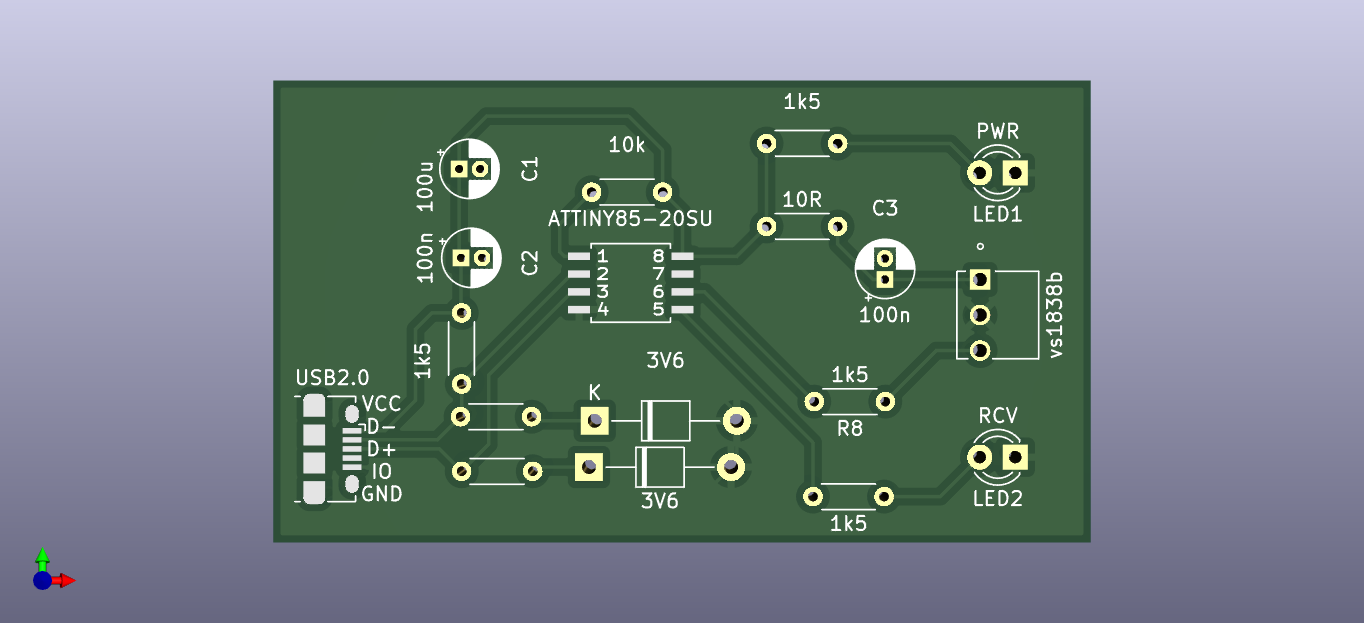 1k5
PWR
10k
C1
100u
10R
C3
LED1
ATTINY85-20SU
100n
C2
1 8
2 7
3 6
4 5
100n
vs1838b
1k5
3V6
USB2.0
K
1k5
VCC
D-
D+
IO
GND
R8
RCV
3V6
LED2
1k5